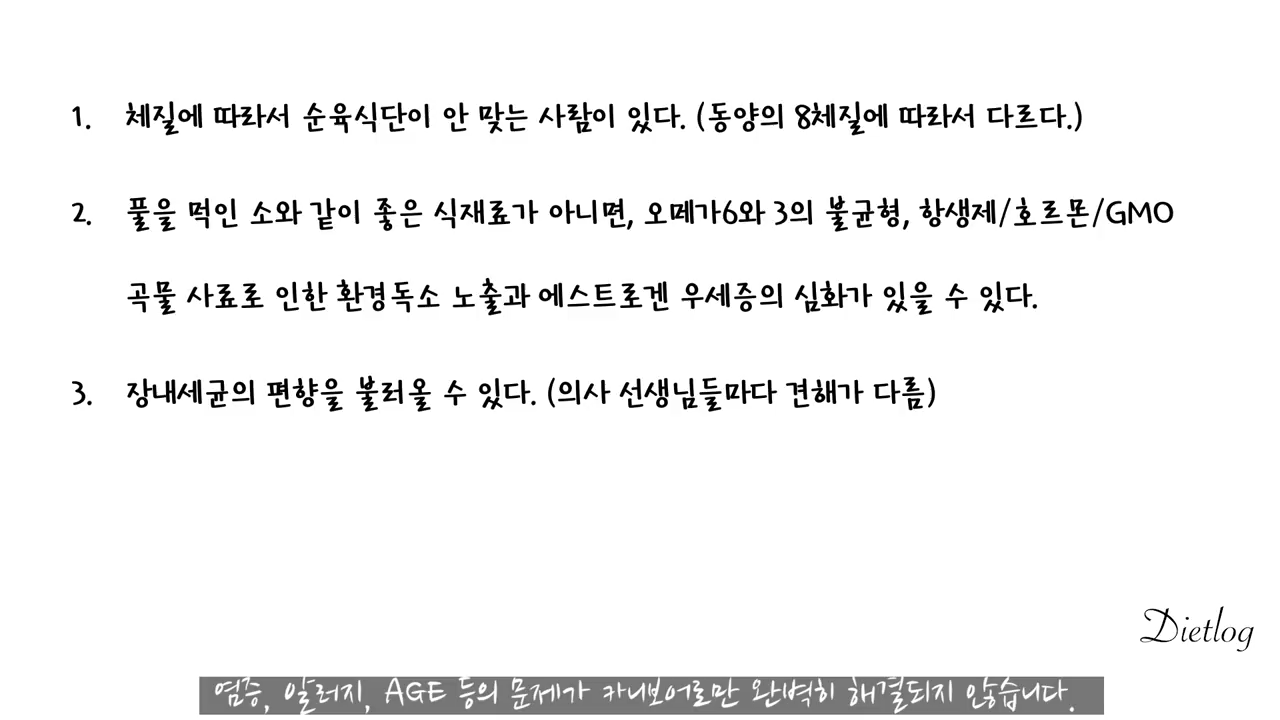 1. 체질에 따라서 순육식단이 안 맞는 사람이 있다. (동양의 8체질에 따라서 다르다.)
2. 풀을 먹인 소와 같이 좋은 식재료가 아니면, 오메가6와 3의 불균형, 항생제/호르몬/GMO
곡물 사료로 인한 환경독소 노출과 에스트로겐 우세증의 심화가 있을 수 있다.
3. 장내세균의 편향을 불러올 수 있다. (의사 선생님들마다 견해가 다름)
Dietlog
염증, 알러지, AGE 등의 문제가 카니보어로만 완벽히 해결되지 않습니다.